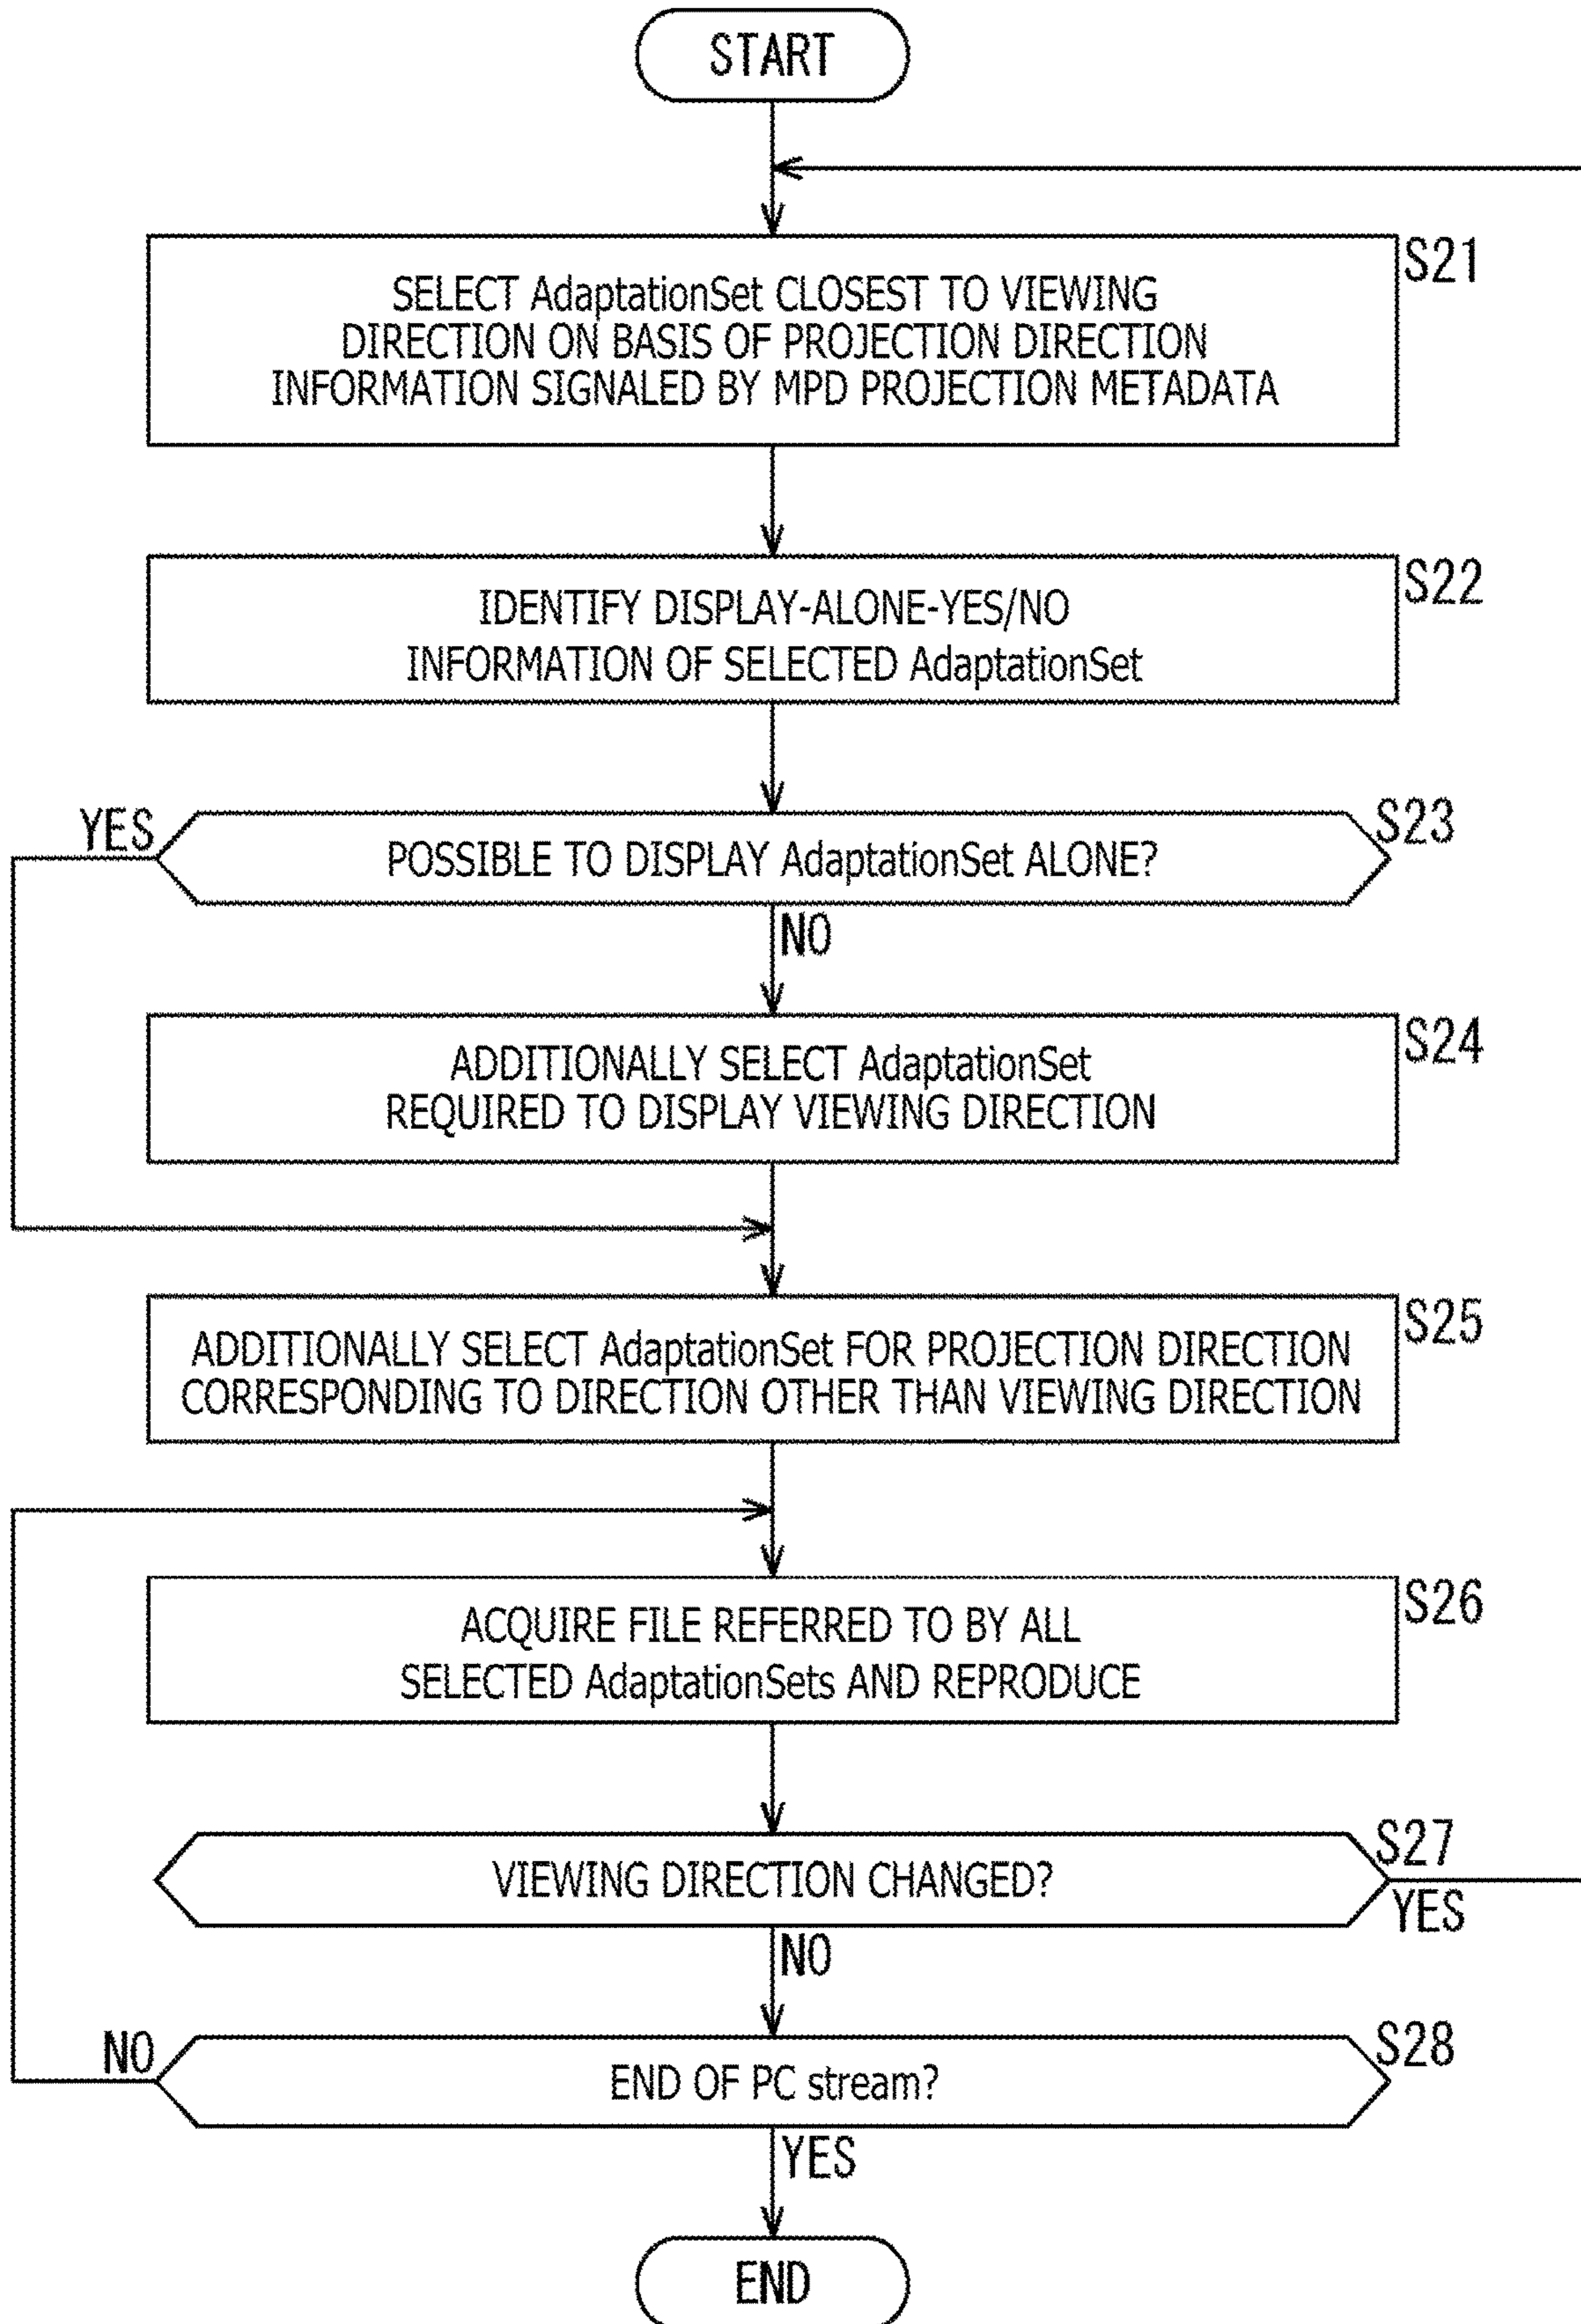 START
SELECT AdaptationSet CLOSEST TO VIEWING
DIRECTION ON BASIS OF PROJECTION DIRECTION
INFORMATION SIGNALED BY MPD PROJECTION METADATA
S21
IDENTIFY DISPLAY-ALONE-YES/NO
INFORMATION OF SELECTED AdaptationSet
S22
YES
POSSIBLE TO DISPLAY AdaptationSet ALONE?
S23
NO
ADDITIONALLY SELECT AdaptationSet
REQUIRED TO DISPLAY VIEWING DIRECTION
S24
ADDITIONALLY SELECT AdaptationSet FOR PROJECTION DIRECTION
CORRESPONDING TO DIRECTION OTHER THAN VIEWING DIRECTION
S25
ACQUIRE FILE REFERRED TO BY ALL
SELECTED AdaptationSets AND REPRODUCE
S26
VIEWING DIRECTION CHANGED?
S27
YES
NO
NO
END OF PC stream?
S28
YES
END